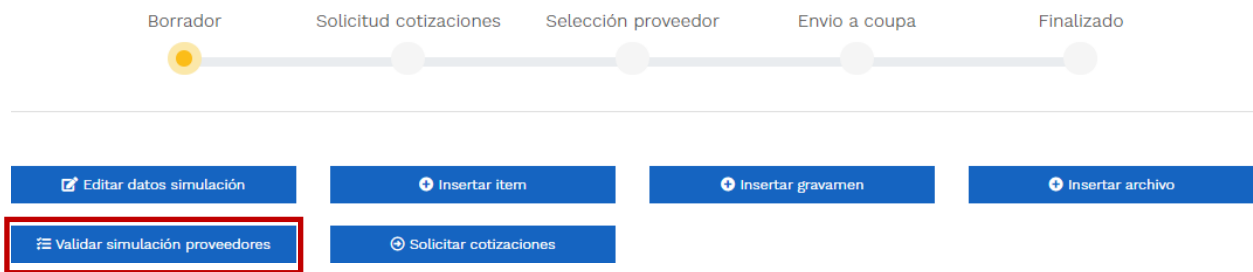 Borrador Solicitud cotizaciones Selección proveedor Envio a coupa Finalizado
Editar datos simulación Insertar item Insertar gravamen Insertar archivo
Validar simulación proveedores Solicitar cotizaciones